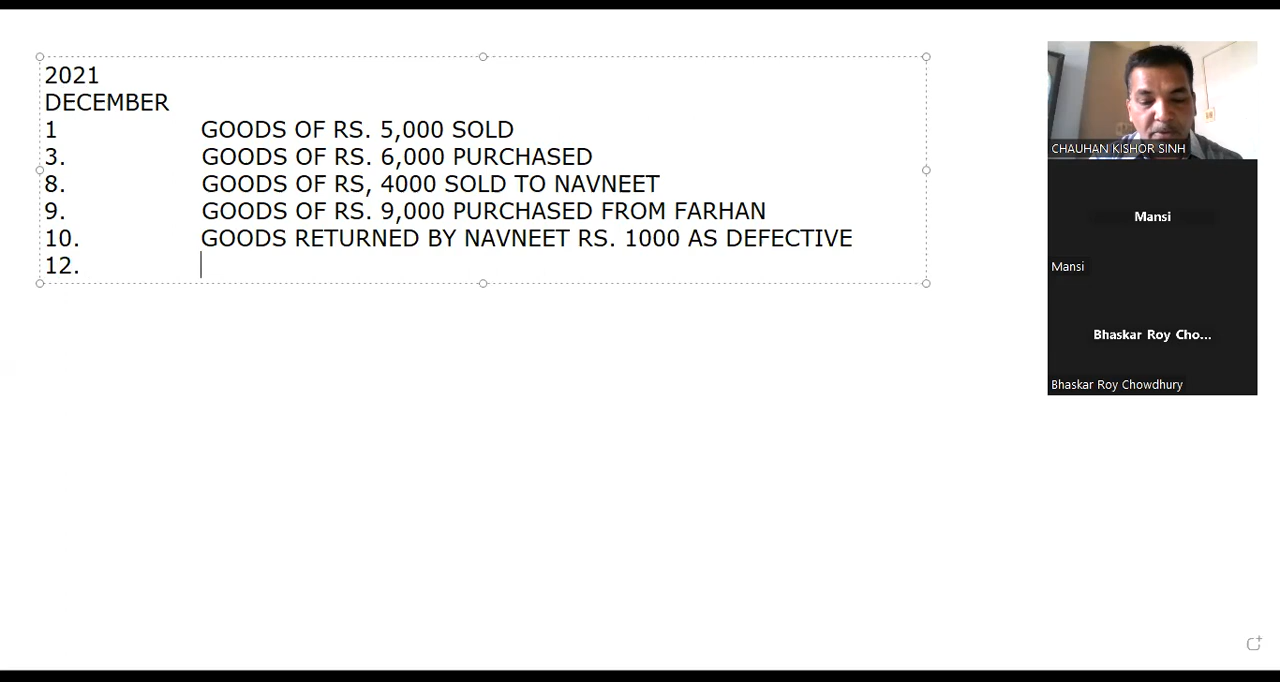 2021
DECEMBER
1 GOODS OF RS. 5,000 SOLD
3. GOODS OF RS. 6,000 PURCHASED
8. GOODS OF RS, 4000 SOLD TO NAVNEET
9. GOODS OF RS. 9,000 PURCHASED FROM FARHAN
10. GOODS RETURNED BY NAVNEET RS. 1000 AS DEFECTIVE
12.
CHAUHAN KISHOR SINH
Mansi
Mansi
Bhaskar Roy Cho...
Bhaskar Roy Chowdhury